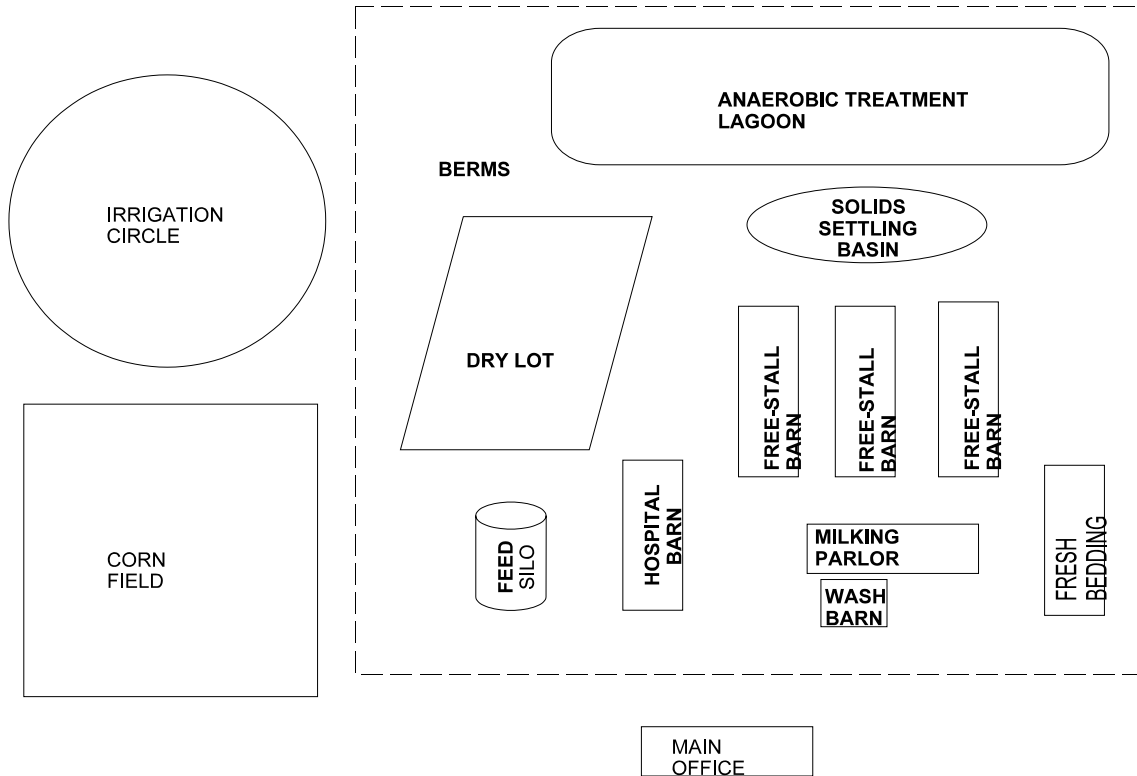 ANAEROBIC TREATMENT
LAGOON
BERMS
IRRIGATION
CIRCLE
SOLIDS
SETTLING
BASIN
DRY LOT
FREE-STALL
BARN
FREE-STALL
BARN
FREE-STALL
BARN
CORN
FIELD
FEED
SILO
HOSPITAL
BARN
MILKING
PARLOR
WASH
BARN
FRESH
BEDDING
MAIN
OFFICE